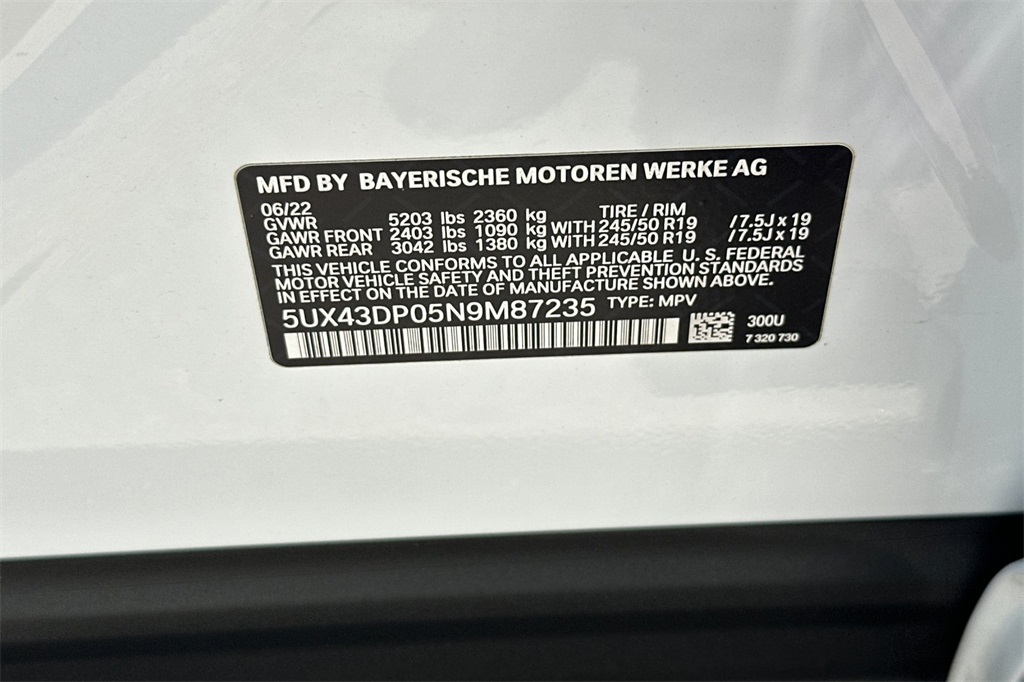 MFD BY BAYERISCHE MOTOREN WERKE AG
06/22 TIRE / RIM
GVWR 5203 lbs 2360 kg
GAWR FRONT 2403 lbs 1090 kg WITH 245/50 R19 /7.5J x 19
GAWR REAR 3042 lbs 1380 kg WITH 245/50 R19 /7.5J x 19
THIS VEHICLE CONFORMS TO ALL APPLICABLE U. S. FEDERAL
MOTOR VEHICLE SAFETY AND THEFT PREVENTION STANDARDS
IN EFFECT ON THE DATE OF MANUFACTURE SHOWN ABOVE.
5UX43DP05N9M87235 TYPE: MPV
300U
7 320 730